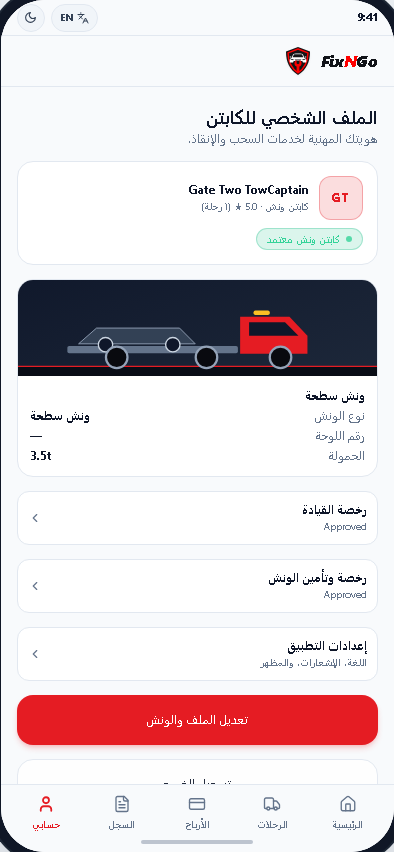 9:41
EN
FixNGo
الملف الشخصي للكابتن
هويتك المهنية لخدمات السحب والإنقاذ.
GT
Gate Two TowCaptain
كابتن ونش · 5.0 ★ (١ رحلة)
كابتن ونش معتمد
ونش سطحة
نوع الونش ونش سطحة
رقم اللوحة —
الحمولة 3.5t
رخصة القيادة
Approved
رخصة وتأمين الونش
Approved
إعدادات التطبيق
اللغة، الإشعارات، والمظهر
تعديل الملف والونش
الرئيسية
الرحلات
الأرباح
السجل
حسابي